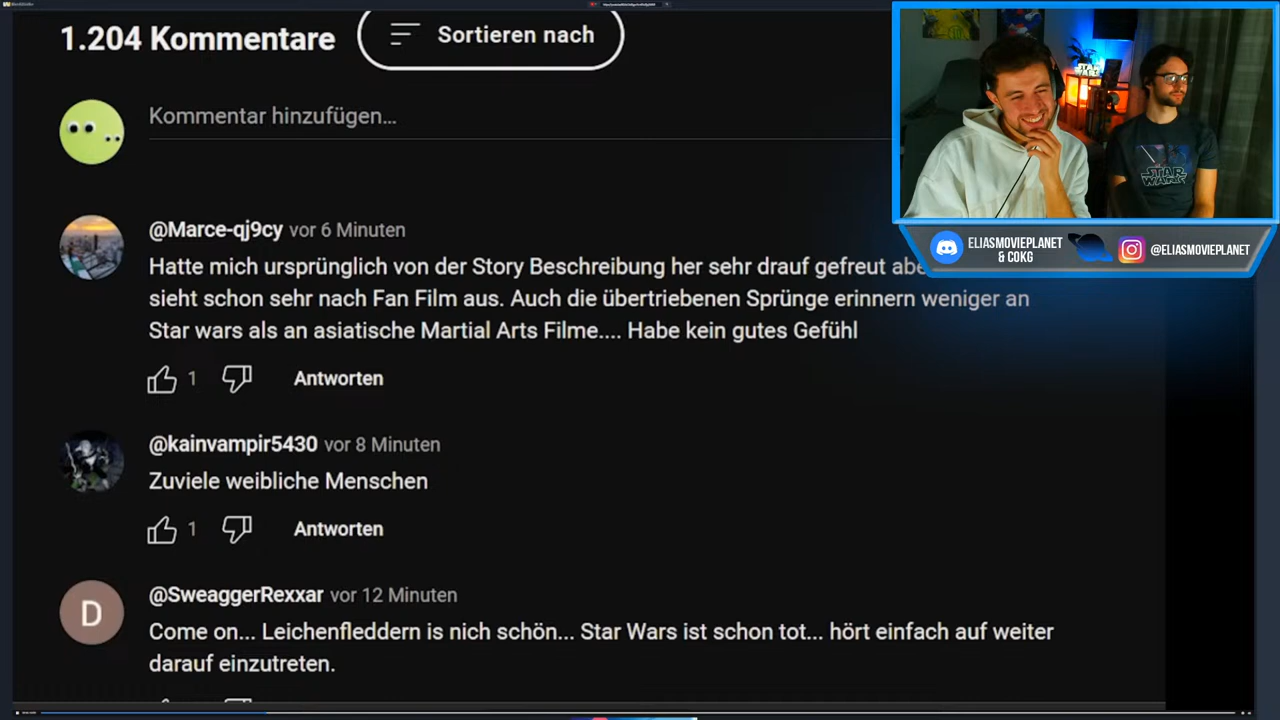 1.204 Kommentare
Sortieren nach
Kommentar hinzufügen...
@Marce-qj9cy vor 6 Minuten
Hatte mich ursprünglich von der Story Beschreibung her sehr drauf gefreut abe
sieht schon sehr nach Fan Film aus. Auch die übertriebenen Sprünge erinnern weniger an
Star wars als an asiatische Martial Arts Filme.... Habe kein gutes Gefühl
1
Antworten
@kainvampir5430 vor 8 Minuten
Zuviele weibliche Menschen
1
Antworten
D
@SweaggerRexxar vor 12 Minuten
Come on... Leichenfleddern is nich schön... Star Wars ist schon tot... hört einfach auf weiter
darauf einzutreten.
STAR
WARS
STAR
WARS
ELIASMOVIEPLANET
& COKG
@ELIASMOVIEPLANET